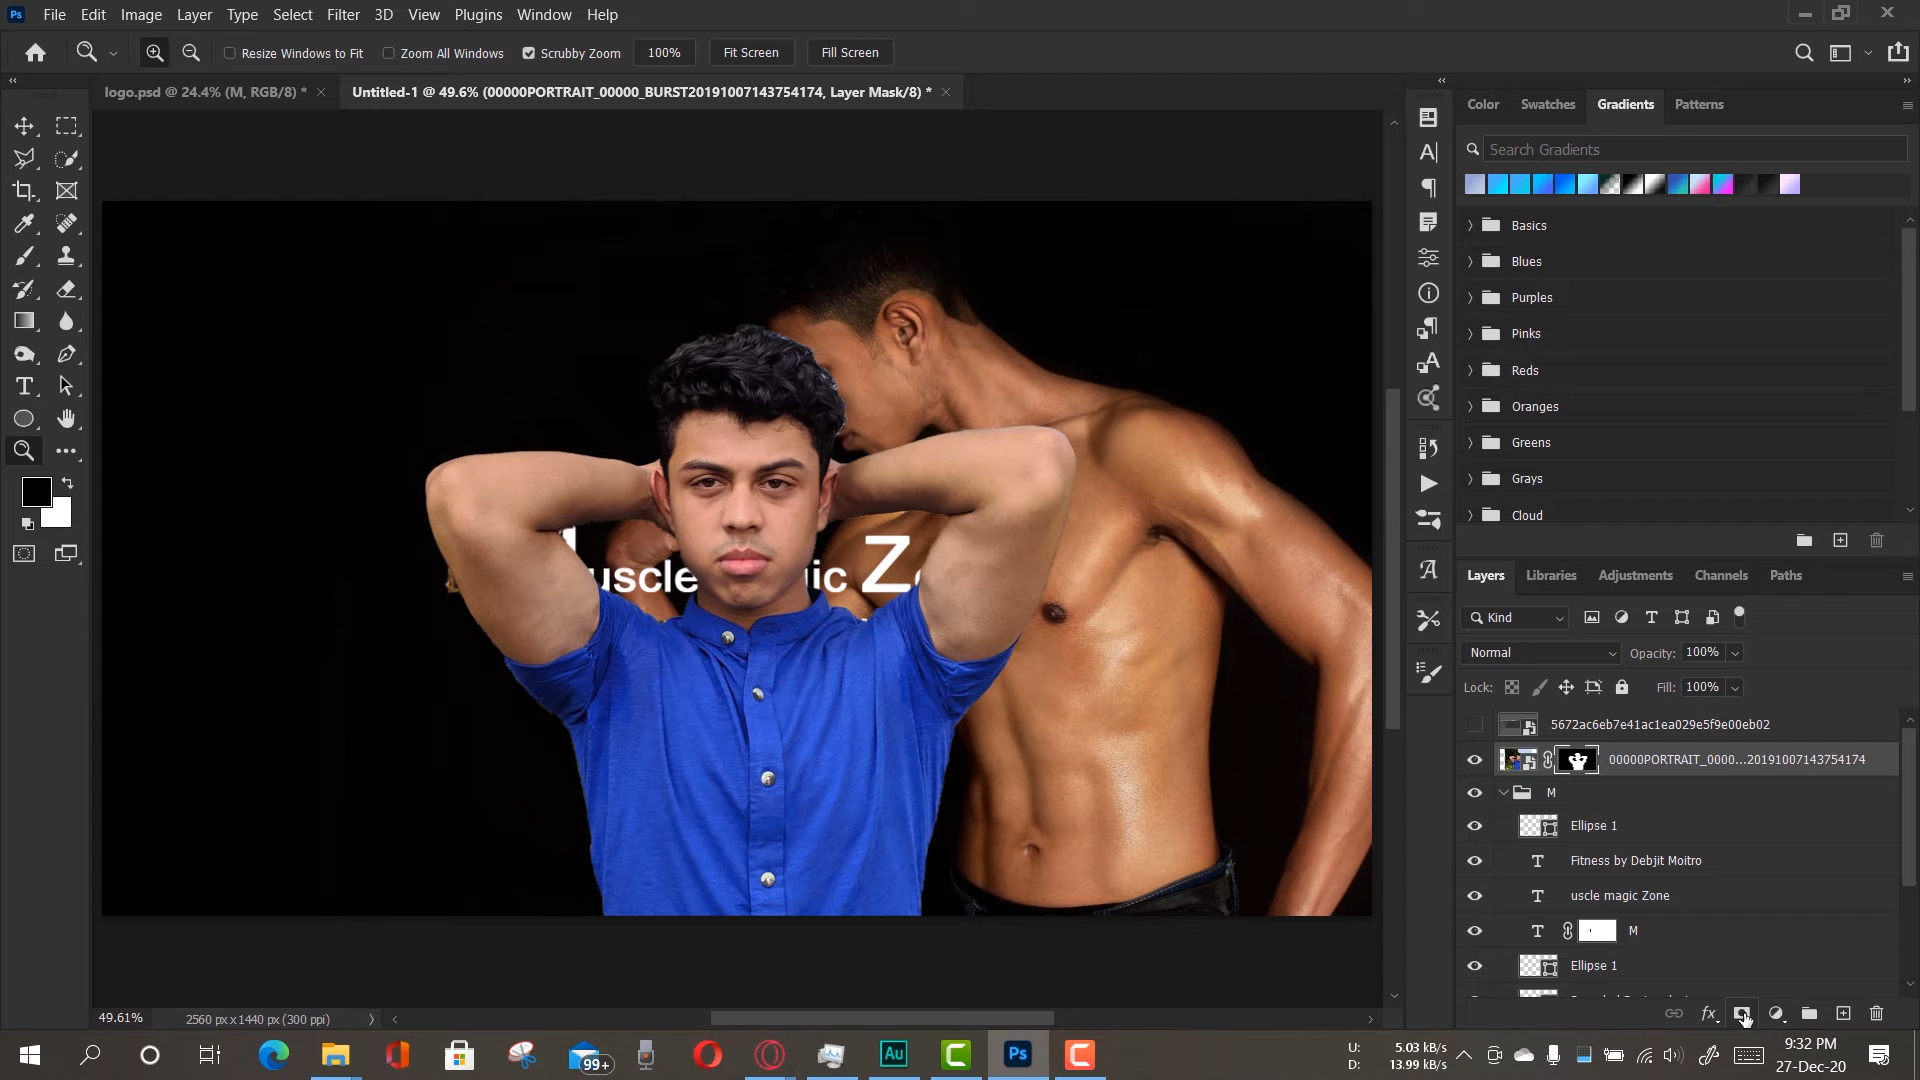 Ps File Edit Image Layer Type Select Filter 3D View Plugins Window Help
Resize Windows to Fit Zoom All Windows Scrubby Zoom 100% Fit Screen Fill Screen
logo.psd @ 24.4% (M, RGB/8) * Untitled-1 @ 49.6% (00000PORTRAIT_00000_BURST20191007143754174, Layer Mask/8) *
Color Swatches Gradients Patterns
Search Gradients
Basics
Blues
Purples
Pinks
Reds
Oranges
Greens
Grays
Cloud
uscle ic Z
Layers Libraries Adjustments Channels Paths
Kind
Normal Opacity: 100%
Lock: Fill: 100%
5672ac6eb7e41ac1ea029e5f9e00eb02
00000PORTRAIT_0000...20191007143754174
M
Ellipse 1
T Fitness by Debjit Moitro
T uscle magic Zone
T M
Ellipse 1
fx
49.61% 2560 px x 1440 px (300 ppi)
99+ Au C Ps C
U: 5.03 kB/s
D: 13.99 kB/s
9:32 PM
27-Dec-20